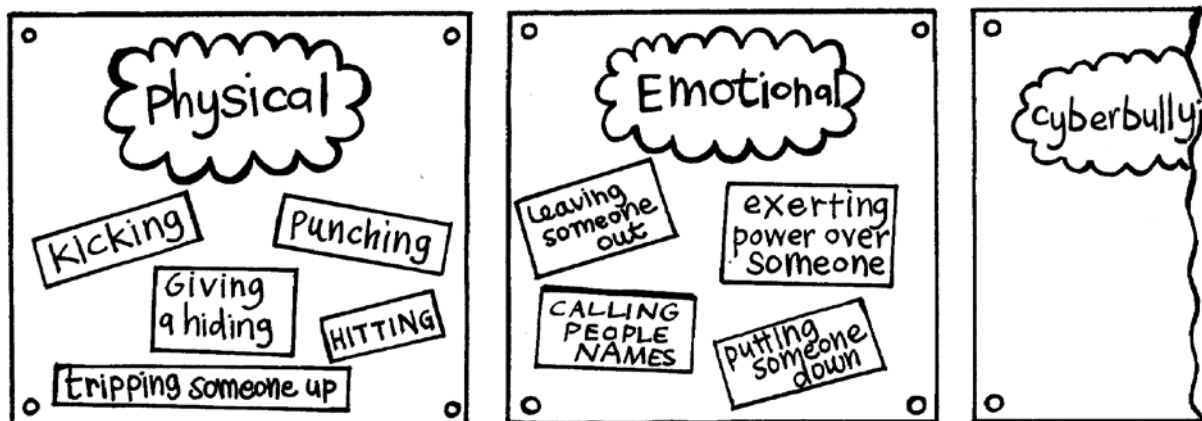 Physical
Kicking
Punching
Giving
a hiding
HITTING
tripping someone up
Emotional
Leaving
someone
out
exerting
power over
someone
CALLING
PEOPLE
NAMES
putting
someone
down
cyberbully